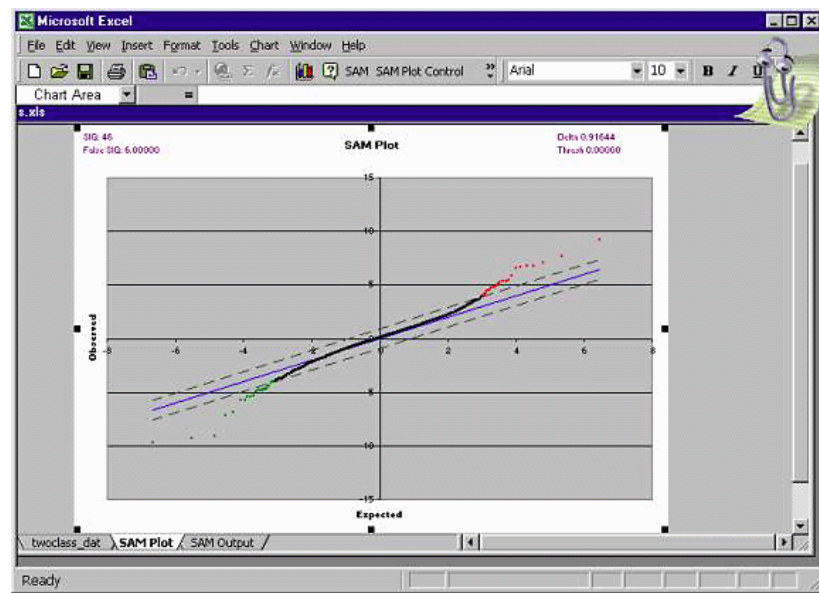 Microsoft Excel
File Edit View Insert Format Tools Chart Window Help
SAM SAM Plot Control » Arial 10 B I U
Chart Area =
s.xls
SIG: 46
False SIG: 6.00000
SAM Plot
Delta 0.91644
Thresh 0.00000
15
10
5
0
-8 -6 -4 -2 0 2 4 6 8
-5
-10
-15
Observed
Expected
twoclass_dat SAM Plot SAM Output
Ready